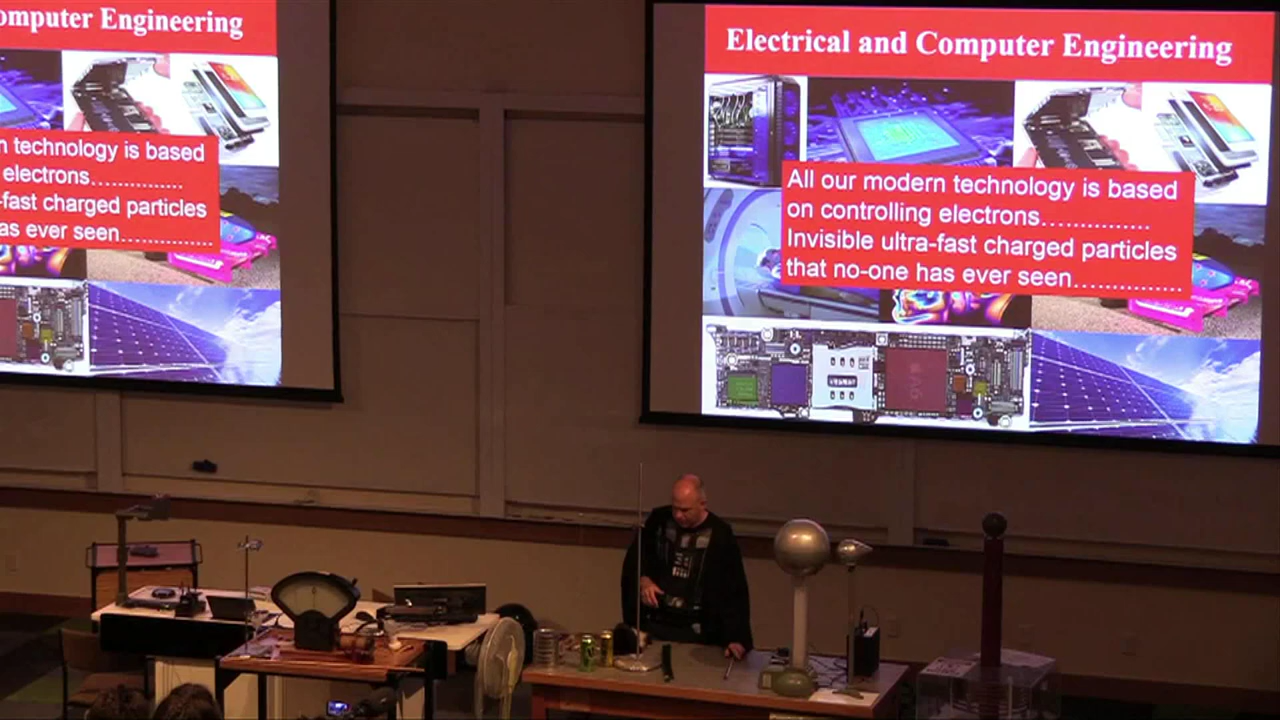 omputer Engineering
n technology is based
electrons...............
-fast charged particles
as ever seen...............
Electrical and Computer Engineering
All our modern technology is based
on controlling electrons...............
Invisible ultra-fast charged particles
that no-one has ever seen...............